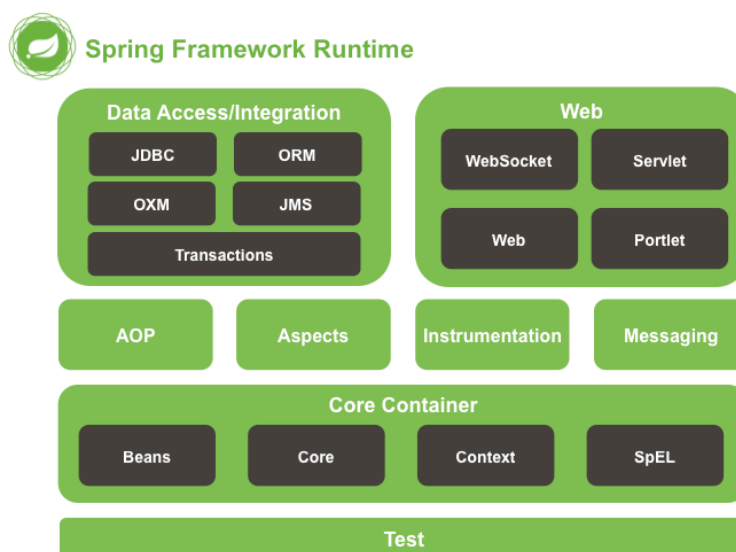 Spring Framework Runtime
Data Access/Integration
JDBC
ORM
OXM
JMS
Transactions
Web
WebSocket
Servlet
Web
Portlet
AOP
Aspects
Instrumentation
Messaging
Core Container
Beans
Core
Context
SpEL
Test